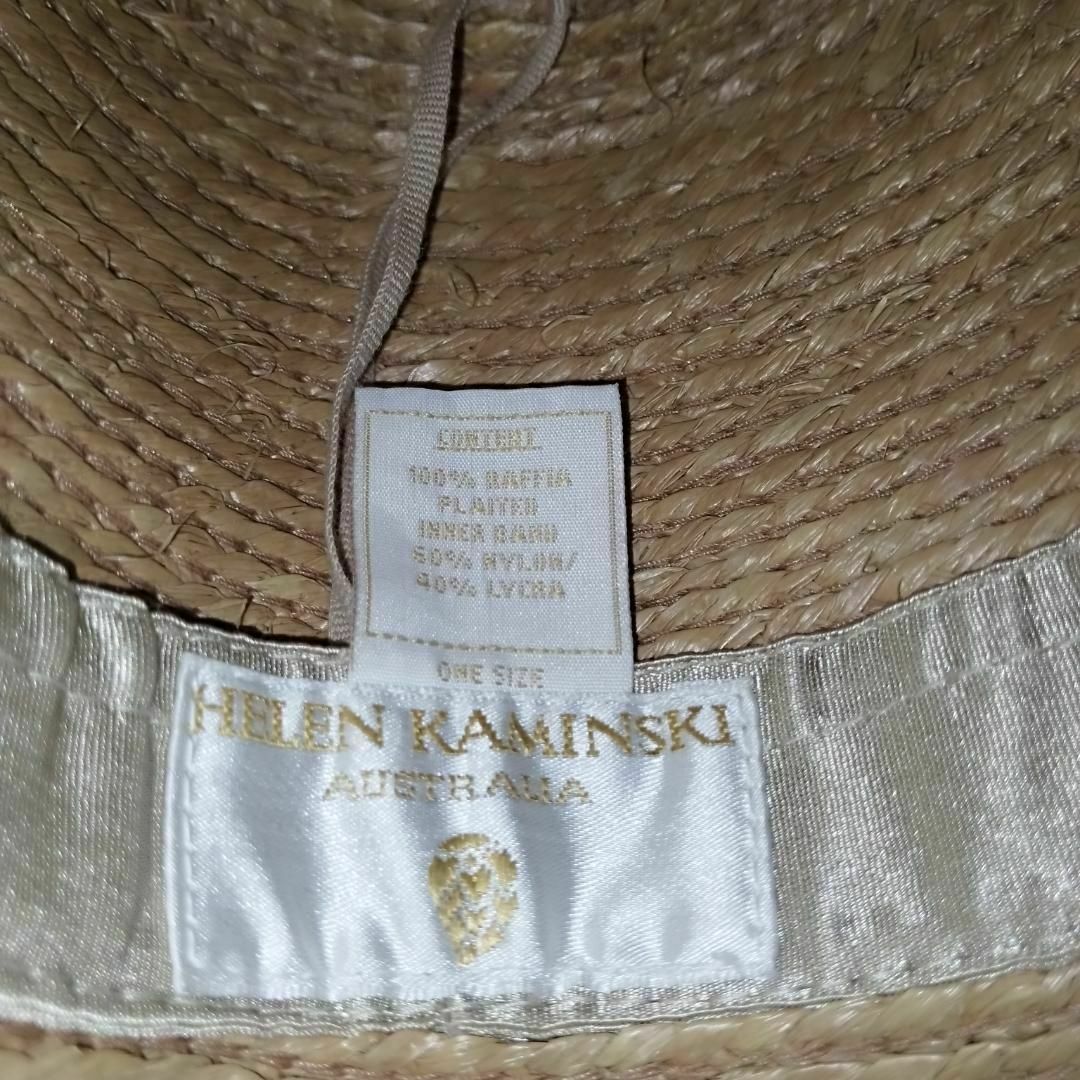 CONTENT
100% RAFFIA
PLAITED
INNER BAND
60% NYLON/
40% LYCRA
ONE SIZE
HELEN KAMINSKI
AUSTRALIA